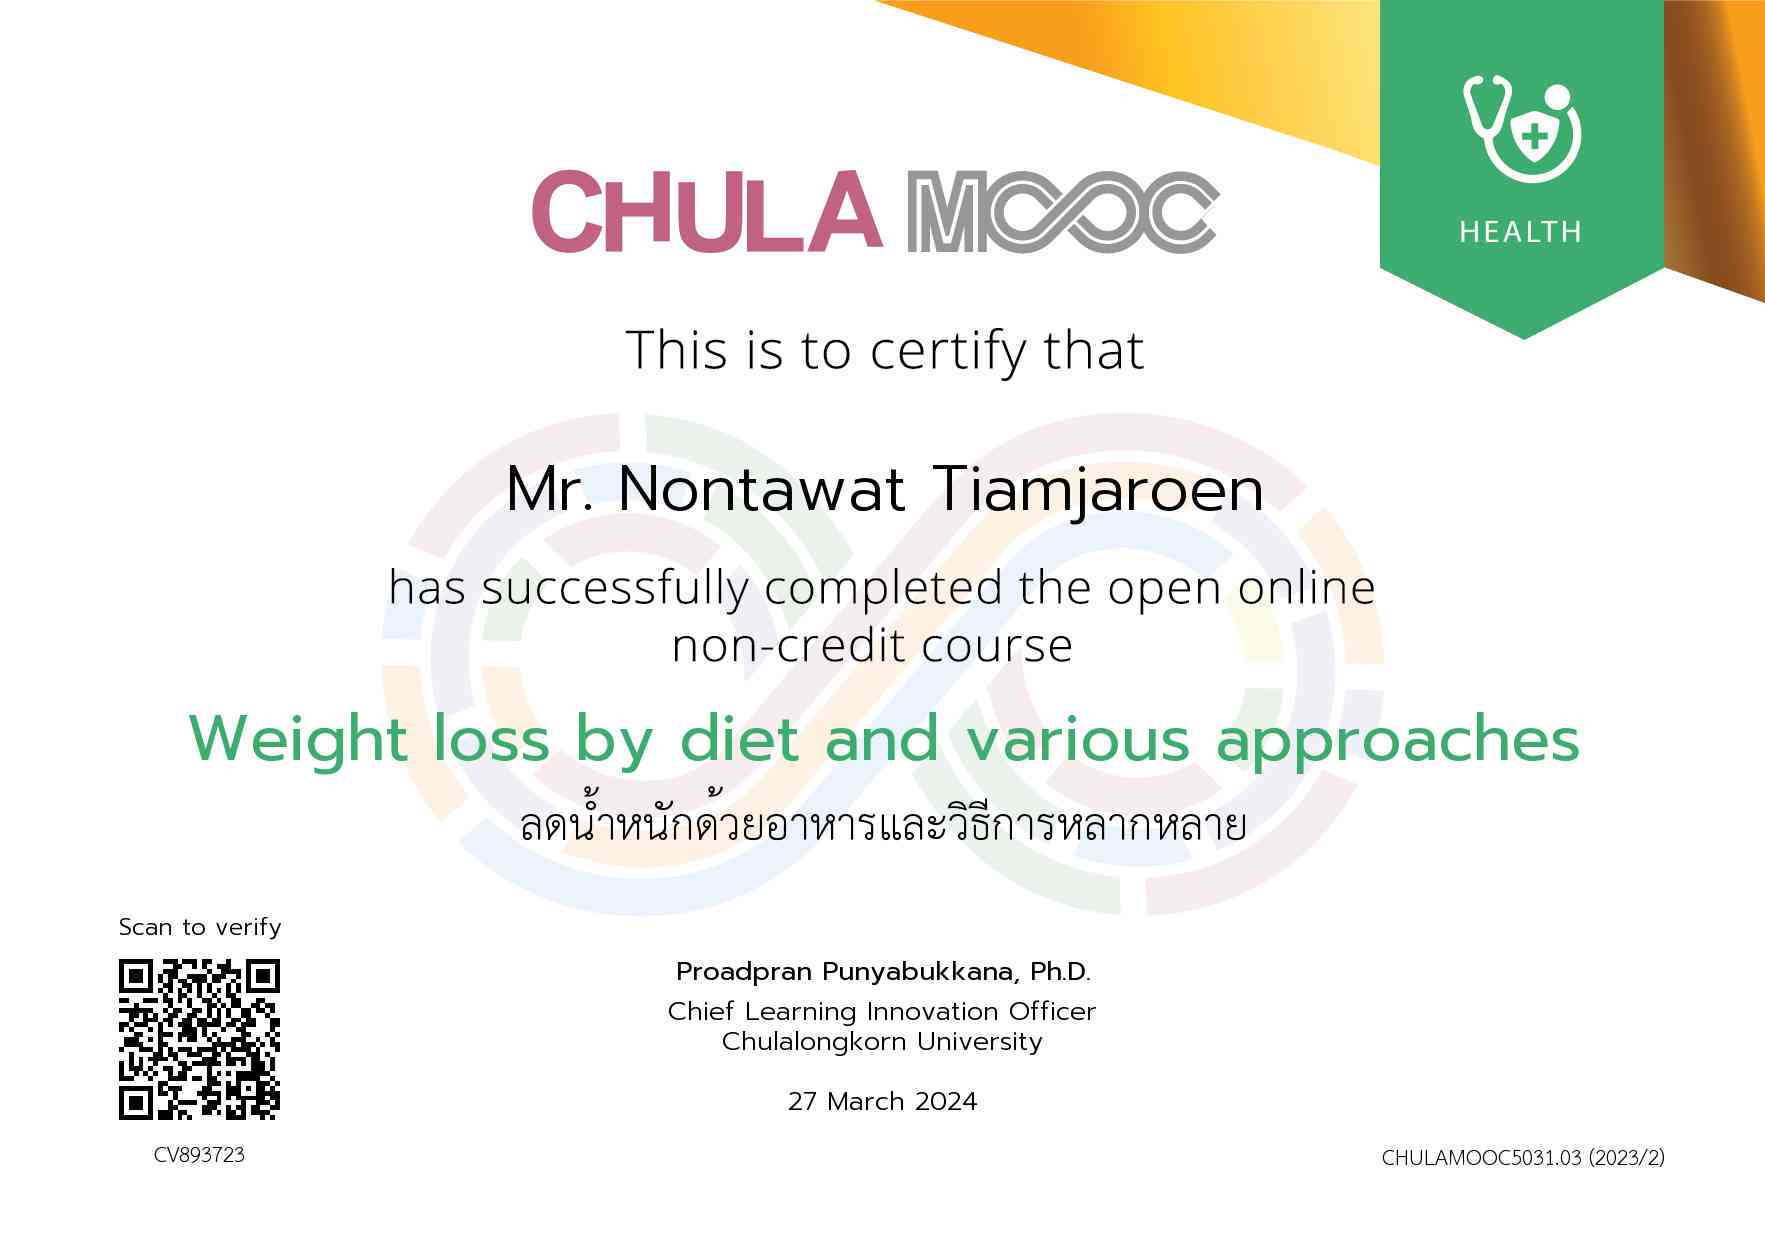 HEALTH
CHULA MOOC
This is to certify that
Mr. Nontawat Tiamjaroen
has successfully completed the open online
non-credit course
Weight loss by diet and various approaches
ลดน้ำหนักด้วยอาหารและวิธีการหลากหลาย
Scan to verify
Proadpran Punyabukkana, Ph.D.
Chief Learning Innovation Officer
Chulalongkorn University
27 March 2024
CV893723
CHULAMOOC5031.03 (2023/2)